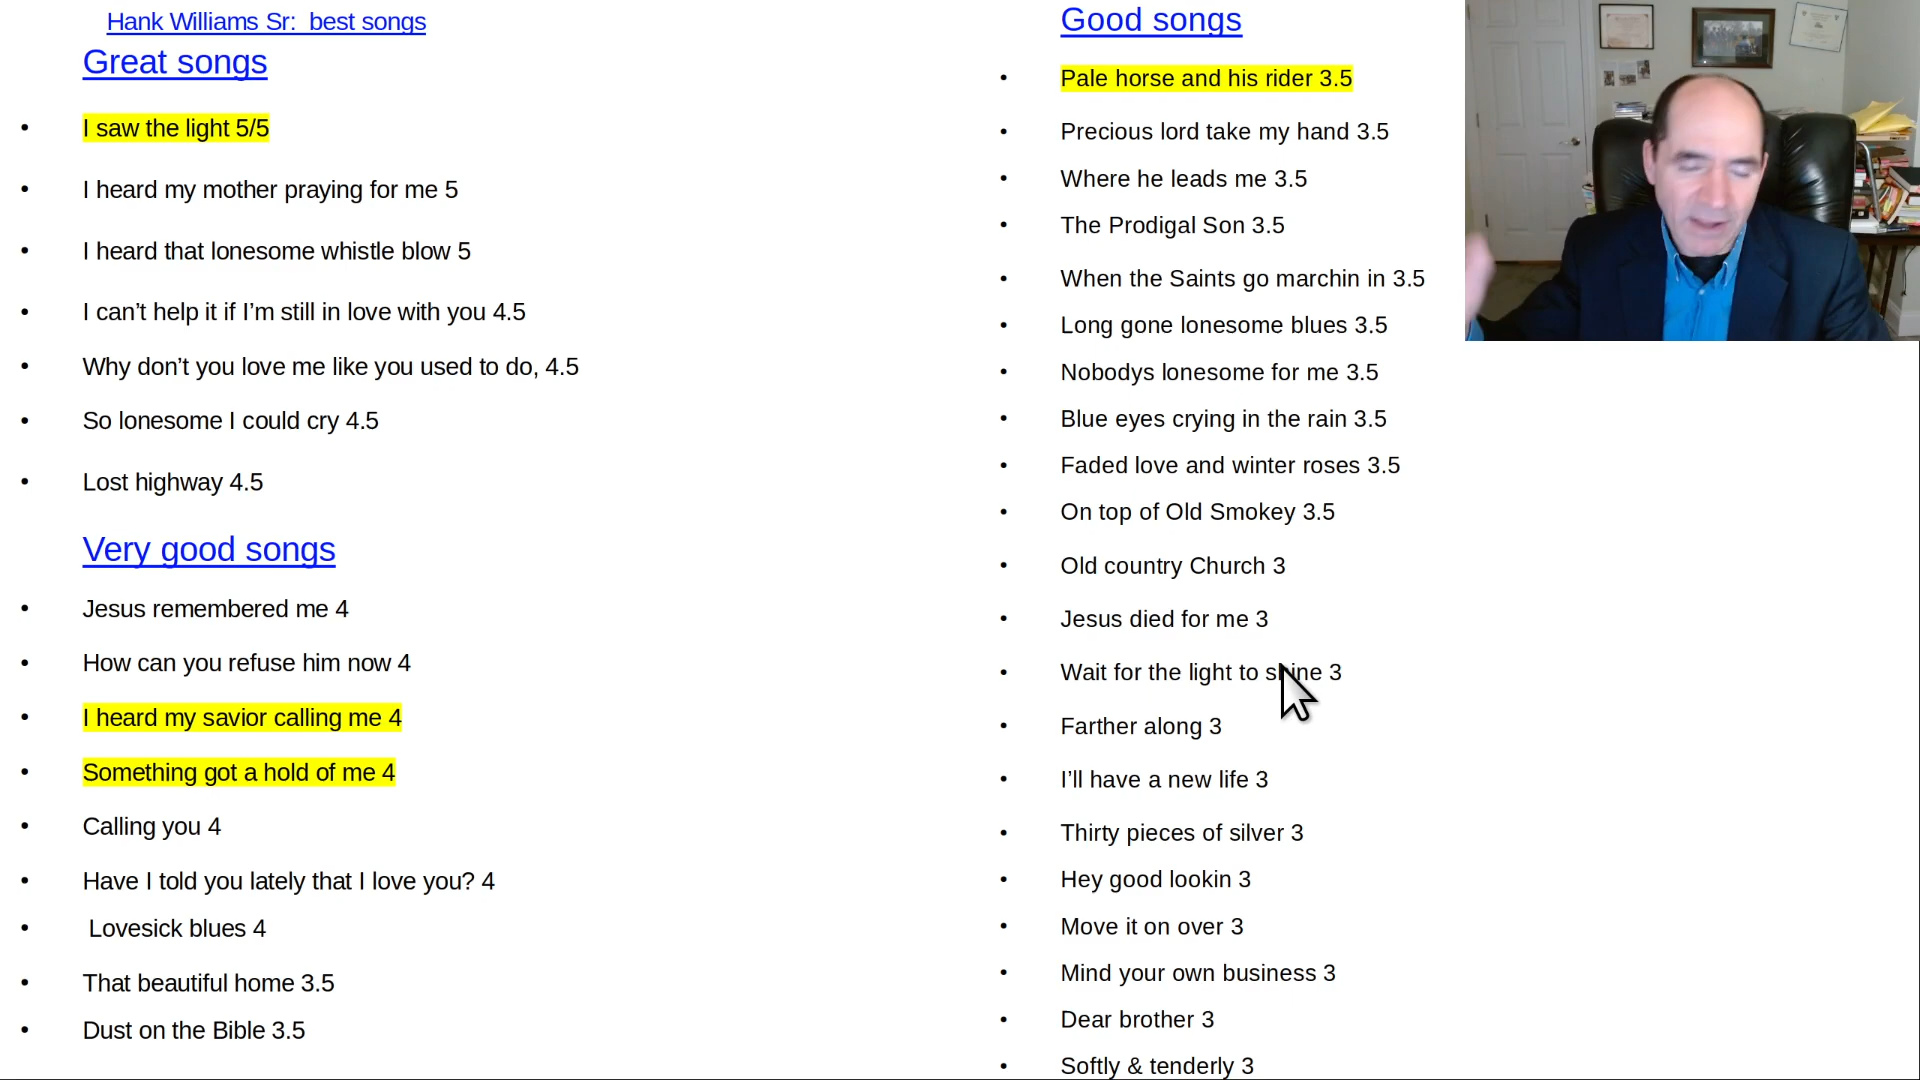 Hank Williams Sr:  best songs
Great songs
• I saw the light 5/5
• I heard my mother praying for me 5
• I heard that lonesome whistle blow 5
• I can’t help it if I’m still in love with you 4.5
• Why don’t you love me like you used to do, 4.5
• So lonesome I could cry 4.5
• Lost highway 4.5
Very good songs
• Jesus remembered me 4
• How can you refuse him now 4
• I heard my savior calling me 4
• Something got a hold of me 4
• Calling you 4
• Have I told you lately that I love you? 4
• Lovesick blues 4
• That beautiful home 3.5
• Dust on the Bible 3.5
Good songs
• Pale horse and his rider 3.5
• Precious lord take my hand 3.5
• Where he leads me 3.5
• The Prodigal Son 3.5
• When the Saints go marchin in 3.5
• Long gone lonesome blues 3.5
• Nobodys lonesome for me 3.5
• Blue eyes crying in the rain 3.5
• Faded love and winter roses 3.5
• On top of Old Smokey 3.5
• Old country Church 3
• Jesus died for me 3
• Wait for the light to shine 3
• Farther along 3
• I’ll have a new life 3
• Thirty pieces of silver 3
• Hey good lookin 3
• Move it on over 3
• Mind your own business 3
• Dear brother 3
• Softly & tenderly 3